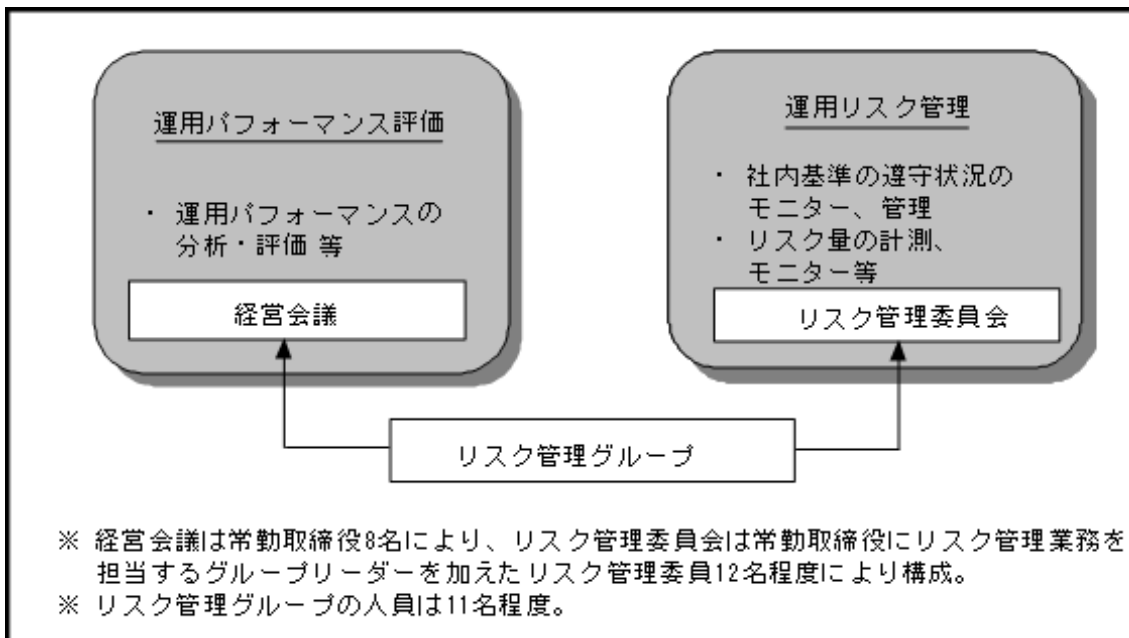 運用パフォーマンス評価
・ 運用パフォーマンスの
分析・評価 等
経営会議
運用リスク管理
・ 社内基準の遵守状況の
モニター、管理
・ リスク量の計測、
モニター等
リスク管理委員会
リスク管理グループ
※ 経営会議は常勤取締役8名により、リスク管理委員会は常勤取締役にリスク管理業務を
担当するグループリーダーを加えたリスク管理委員12名程度により構成。
※ リスク管理グループの人員は11名程度。